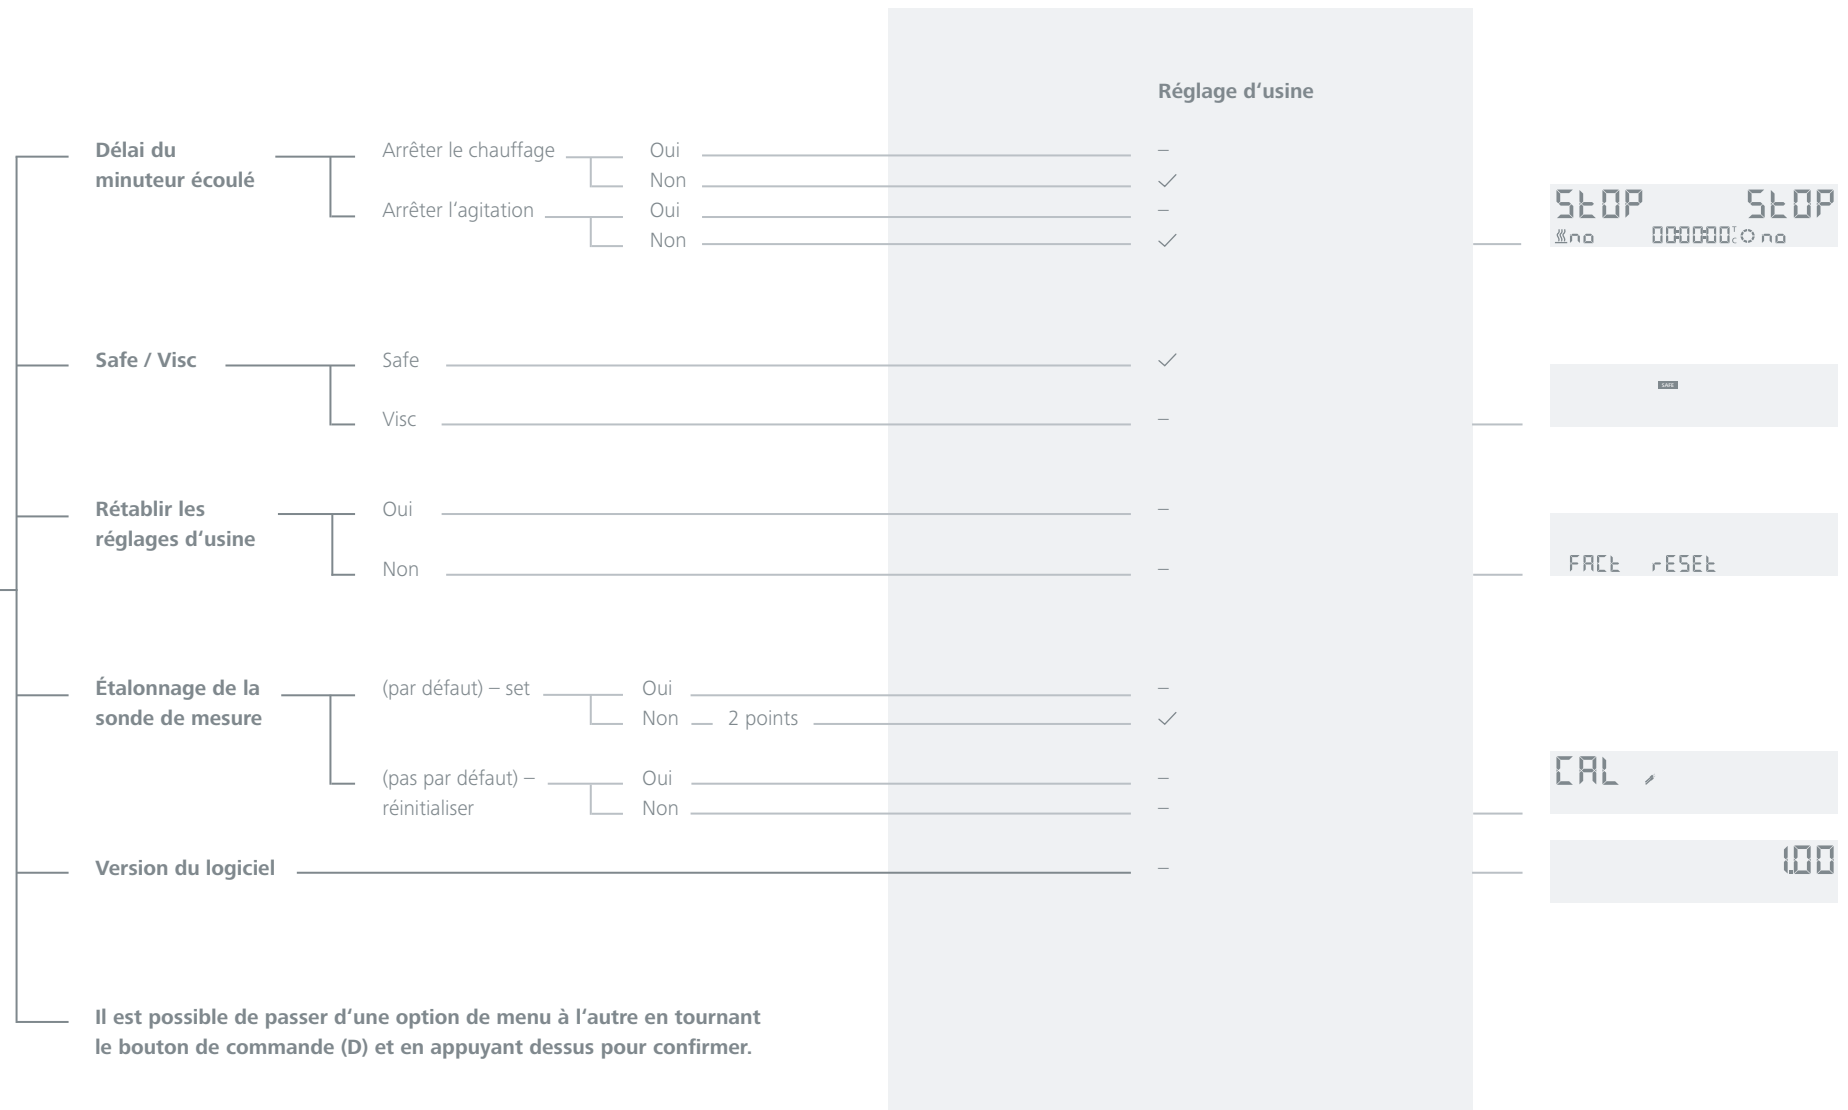 Réglage d‘usine
Délai du
minuteur écoulé
Arrêter le chauffage
Oui
–
Non
✓
Arrêter l‘agitation
Oui
–
Non
✓
StOP StOP
no 00:00:00 no
Safe / Visc
Safe
✓
SAFE
Visc
–
Rétablir les
réglages d‘usine
Oui
–
Non
–
FACt rESEt
Étalonnage de la
sonde de mesure
(par défaut) – set
Oui
–
Non
2 points
✓
(pas par défaut) –
réinitialiser
Oui
–
Non
–
CAL
Version du logiciel
–
1.00
Il est possible de passer d‘une option de menu à l‘autre en tournant
le bouton de commande (D) et en appuyant dessus pour confirmer.